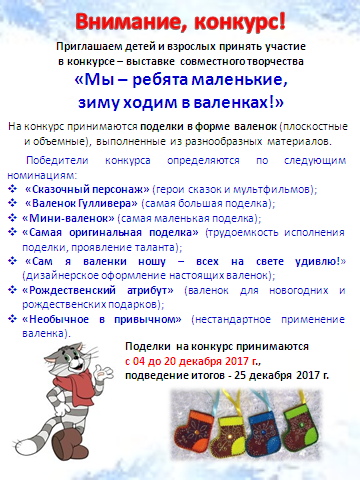 Внимание, конкурс!
Приглашаем детей и взрослых принять участие
в конкурсе – выставке совместного творчества
«Мы – ребята маленькие,
зиму ходим в валенках!»
На конкурс принимаются поделки в форме валенок (плоскостные
и объемные), выполненные из разнообразных материалов.
Победители конкурса определяются по следующим
номинациям:
❖ «Сказочный персонаж» (герои сказок и мультфильмов);
❖ «Валенок Гулливера» (самая большая поделка);
❖ «Мини-валенок» (самая маленькая поделка);
❖ «Самая оригинальная поделка» (трудоемкость исполнения
поделки, проявление таланта);
❖ «Сам я валенки ношу – всех на свете удивлю!»
(дизайнерское оформление настоящих валенок);
❖ «Рождественский атрибут» (валенок для новогодних и
рождественских подарков);
❖ «Необычное в привычном» (нестандартное применение
валенка).
Поделки на конкурс принимаются
с 04 до 20 декабря 2017 г.,
подведение итогов - 25 декабря 2017 г.